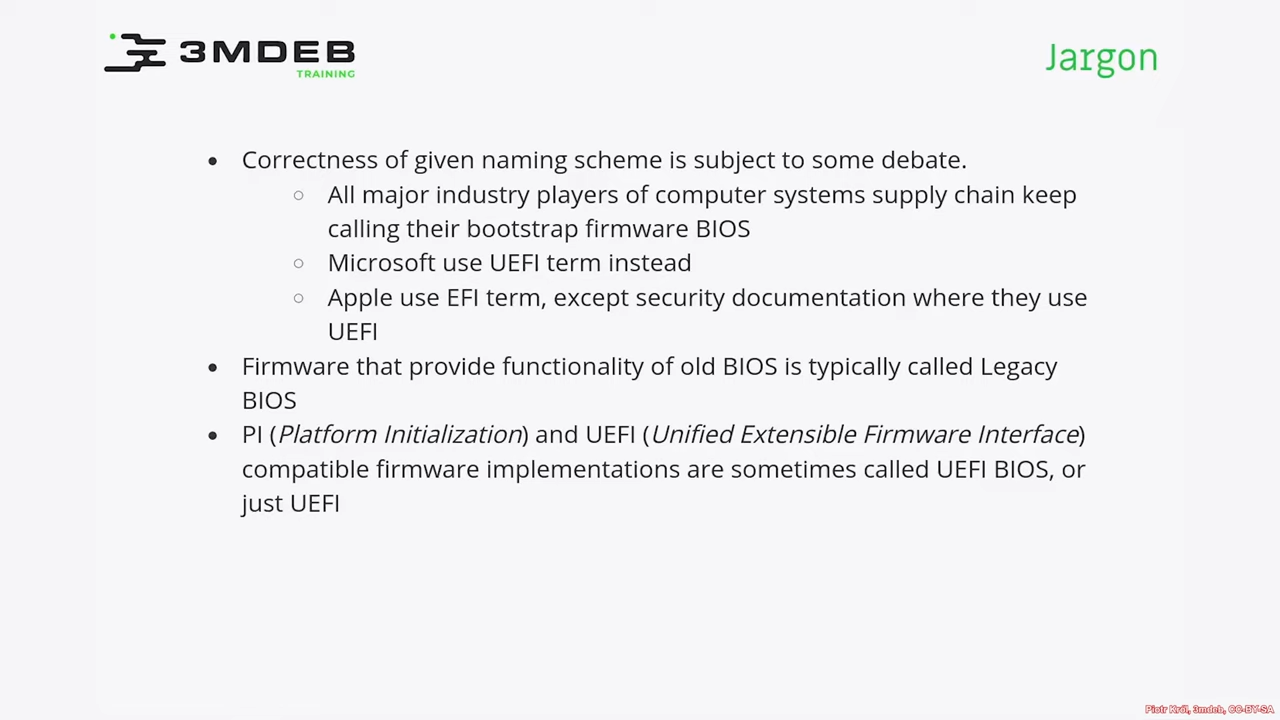 3MDEB
TRAINING
Jargon
• Correctness of given naming scheme is subject to some debate.
○ All major industry players of computer systems supply chain keep
calling their bootstrap firmware BIOS
○ Microsoft use UEFI term instead
○ Apple use EFI term, except security documentation where they use
UEFI
• Firmware that provide functionality of old BIOS is typically called Legacy
BIOS
• PI (Platform Initialization) and UEFI (Unified Extensible Firmware Interface)
compatible firmware implementations are sometimes called UEFI BIOS, or
just UEFI
Piotr Król, 3mdeb, CC-BY-SA